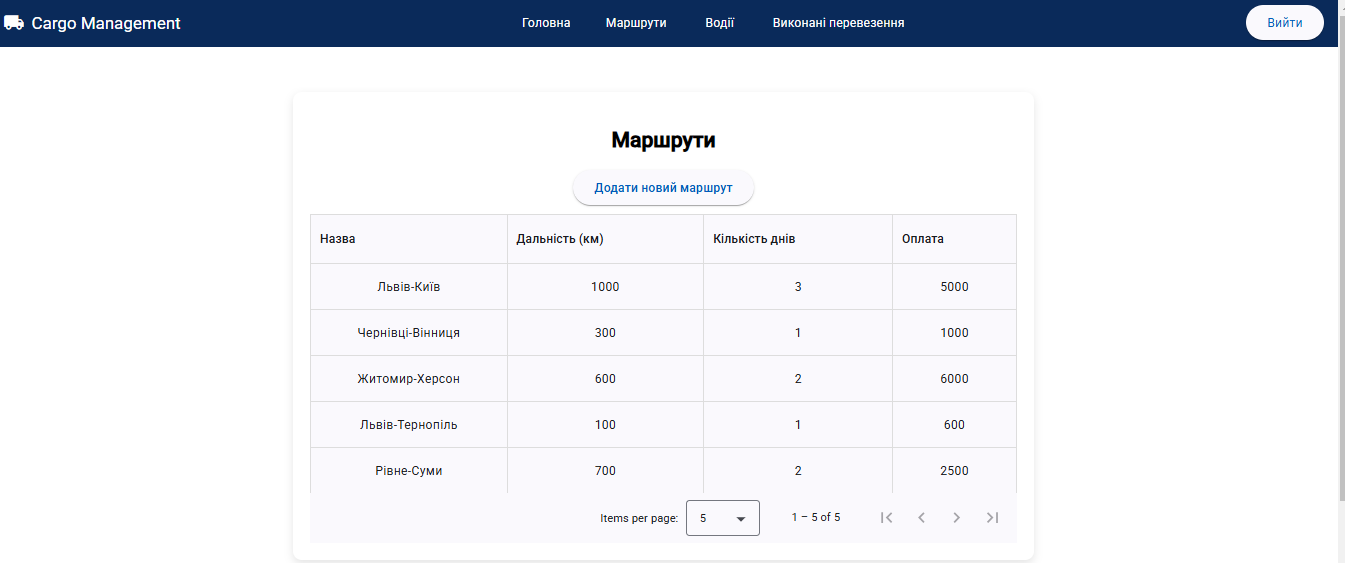 Cargo Management Головна Маршрути Водії Виконані перевезення Вийти
Маршрути
Додати новий маршрут
Назва Дальність (км) Кількість днів Оплата
Львів-Київ 1000 3 5000
Чернівці-Вінниця 300 1 1000
Житомир-Херсон 600 2 6000
Львів-Тернопіль 100 1 600
Рівне-Суми 700 2 2500
Items per page: 5 1 – 5 of 5